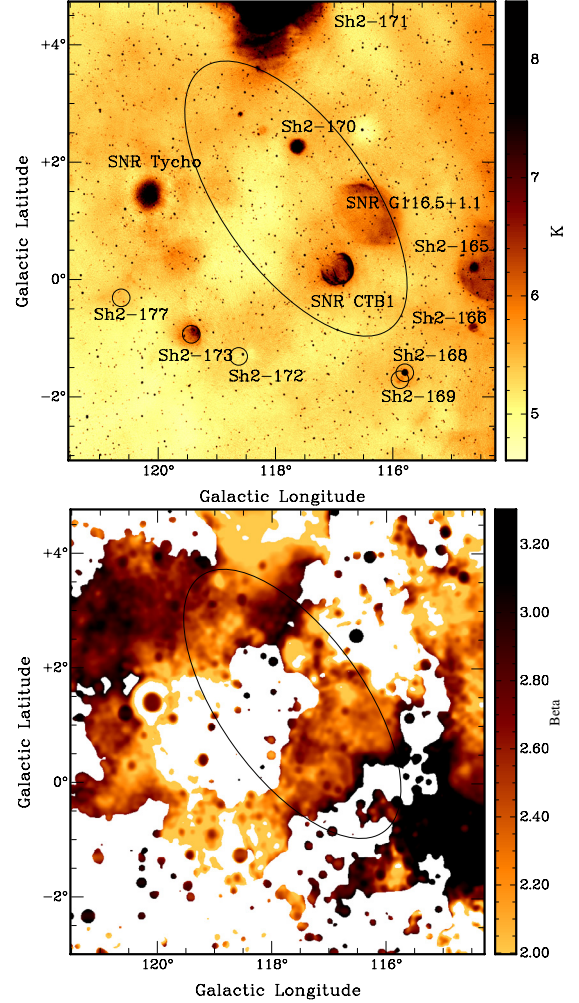 Sh2-171
+4°
8
Sh2-170
+2°
SNR Tycho
7
SNR G116.5+1.1
Sh2-165
K
Galactic Latitude
0°
SNR CTB1
6
Sh2-177
Sh2-166
Sh2-173
Sh2-168
Sh2-172
−2°
Sh2-169
5
120°
118°
116°
Galactic Longitude
+4°
3.20
3.00
+2°
2.80
Beta
Galactic Latitude
2.60
0°
2.40
−2°
2.20
2.00
120°
118°
116°
Galactic Longitude